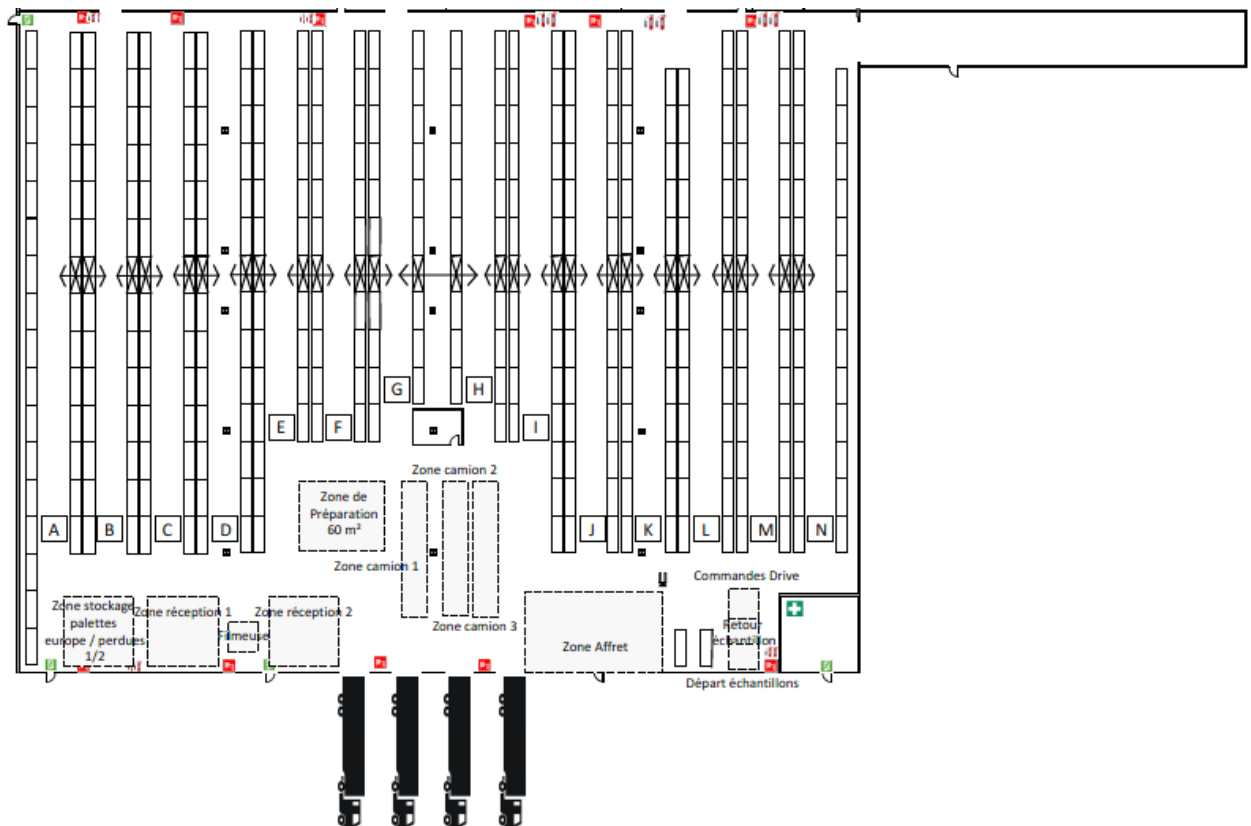 G
H
E
F
I
Zone camion 2
Zone de
Préparation
60 m²
A
B
C
D
J
K
L
M
N
Zone camion 1
Commandes Drive
Zone stockage
palettes
europe / perdues
1/2
Zone réception 1
Filmeuse
Zone réception 2
Zone camion 3
Zone Affret
Retour
échantillon
Départ échantillons